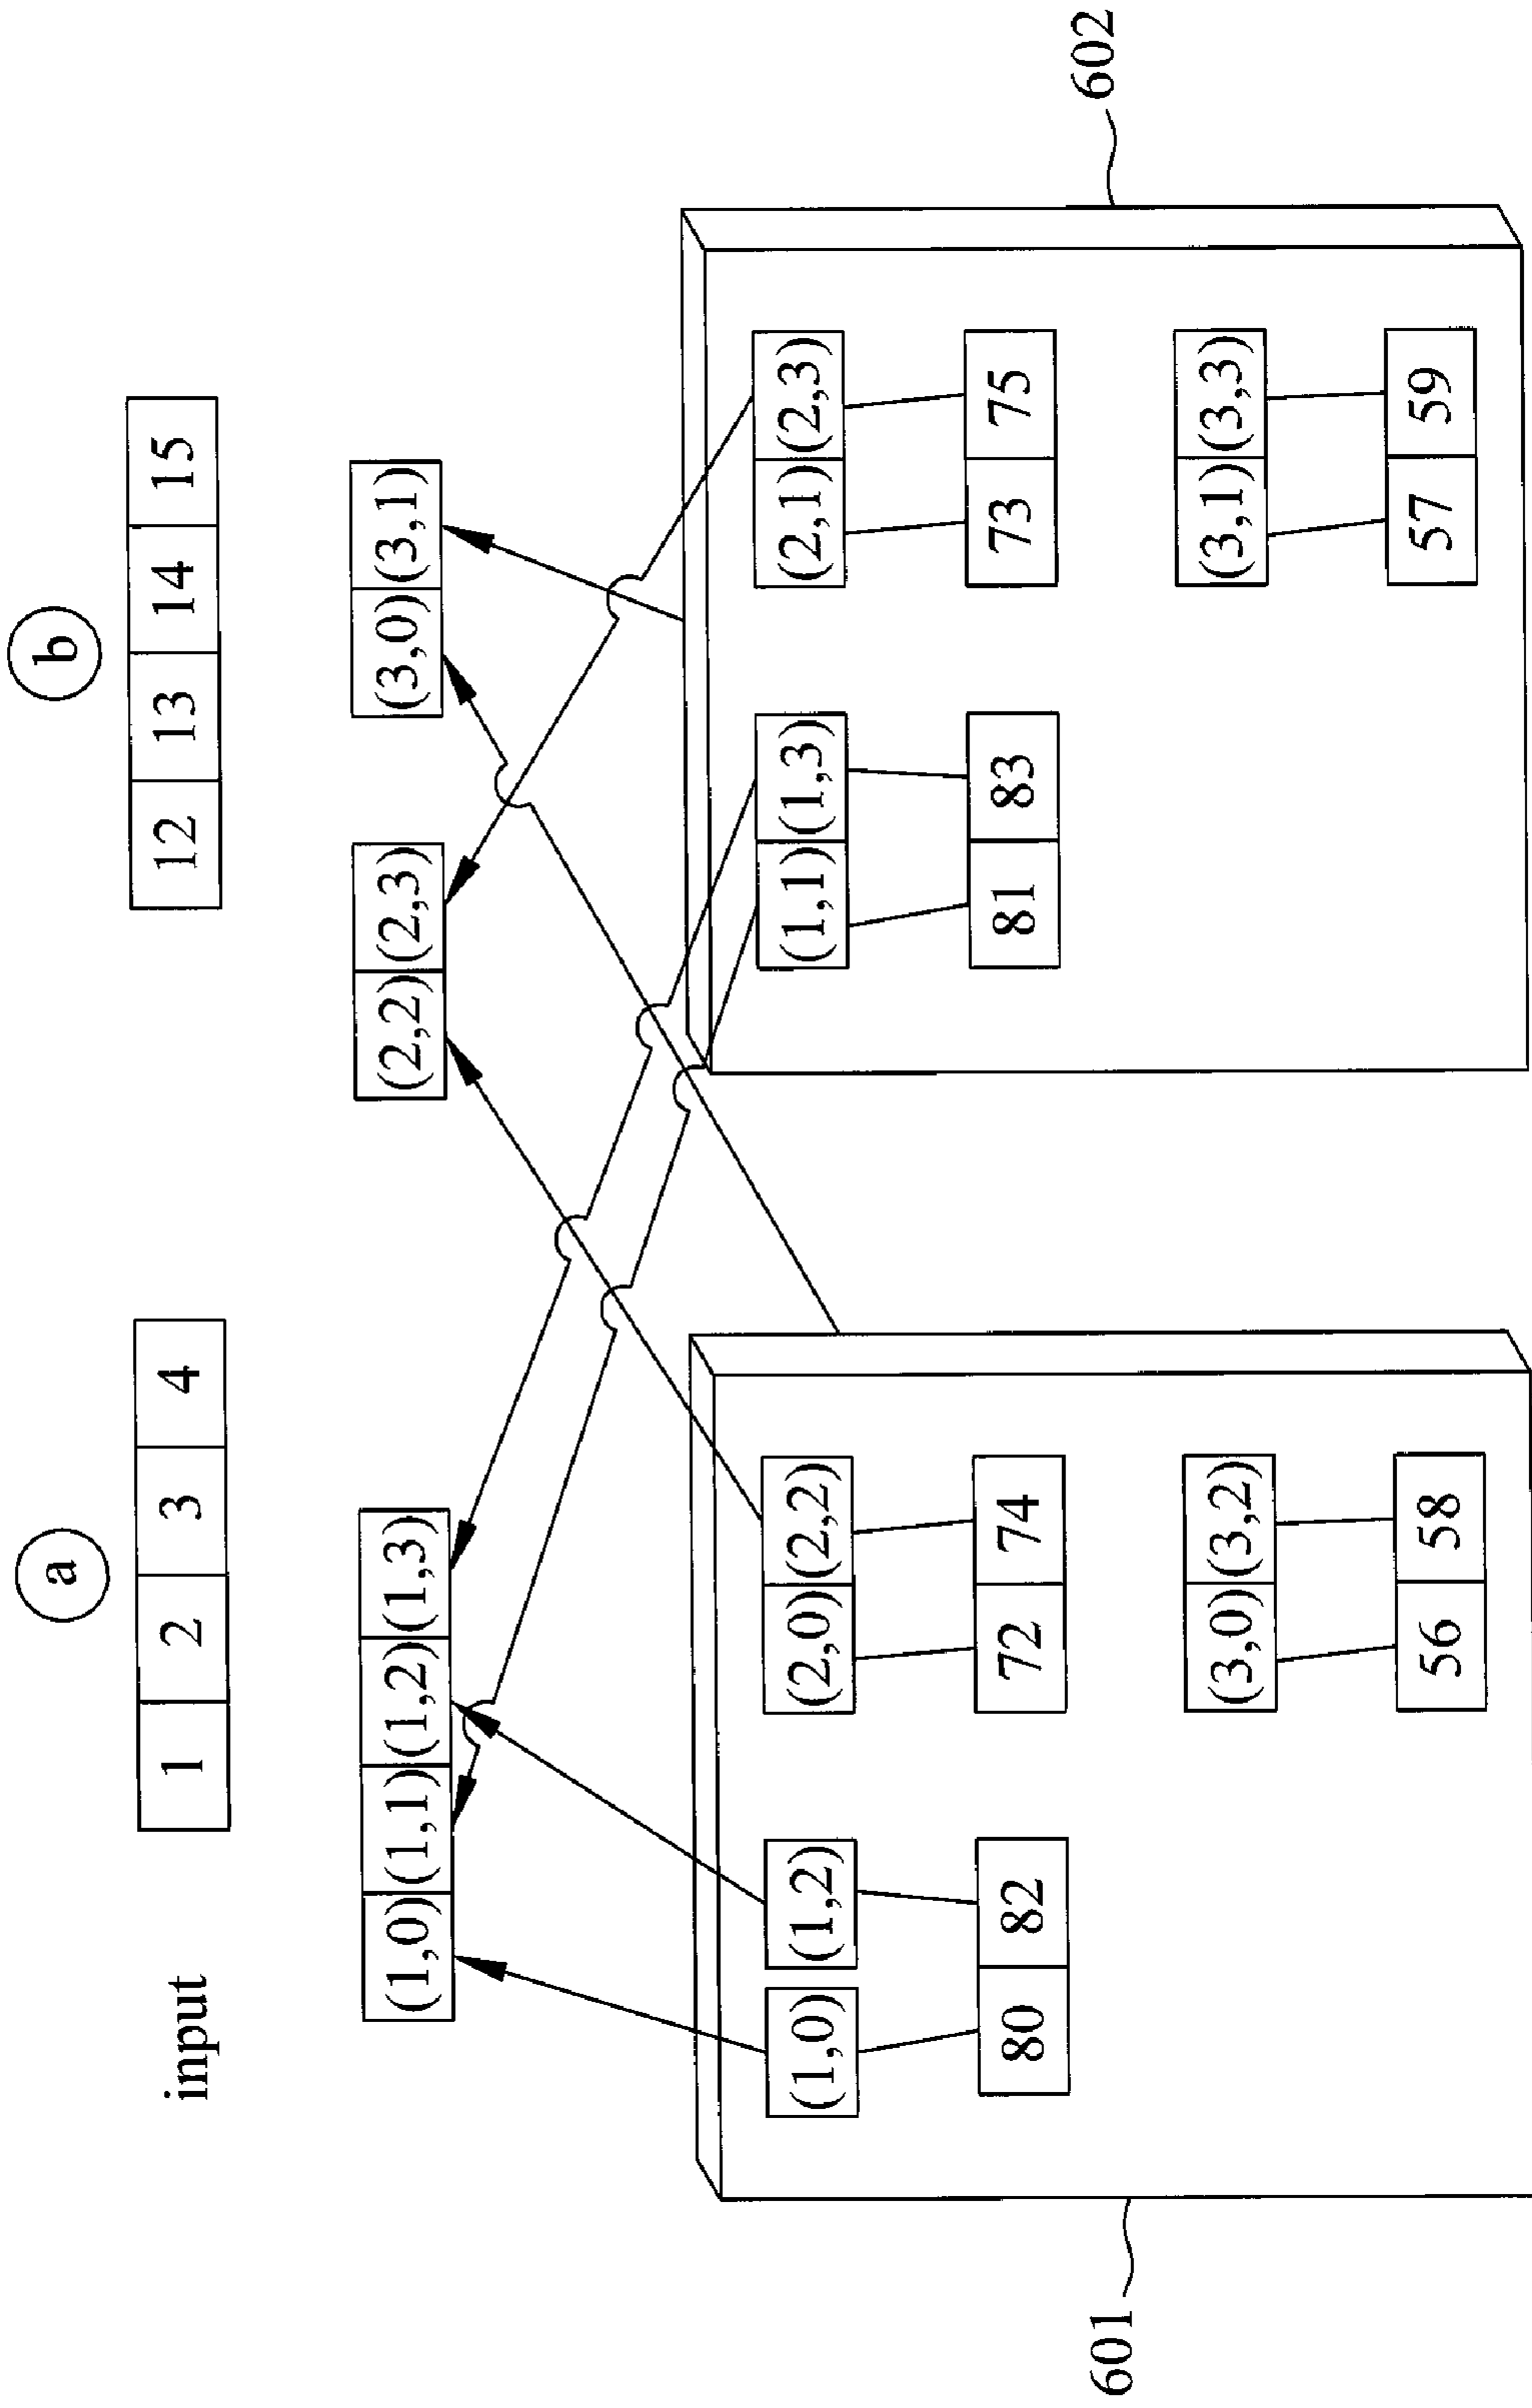 a b
input 1 2 3 4 12 13 14 15
(1,0) (1,1) (1,2) (1,3) (2,2) (2,3) (3,0) (3,1)
(1,0) (1,2) (2,0) (2,2) (1,1) (1,3) (2,1) (2,3)
80 82 72 74 81 83 73 75
601 602
(3,0) (3,2) (3,1) (3,3)
56 58 57 59